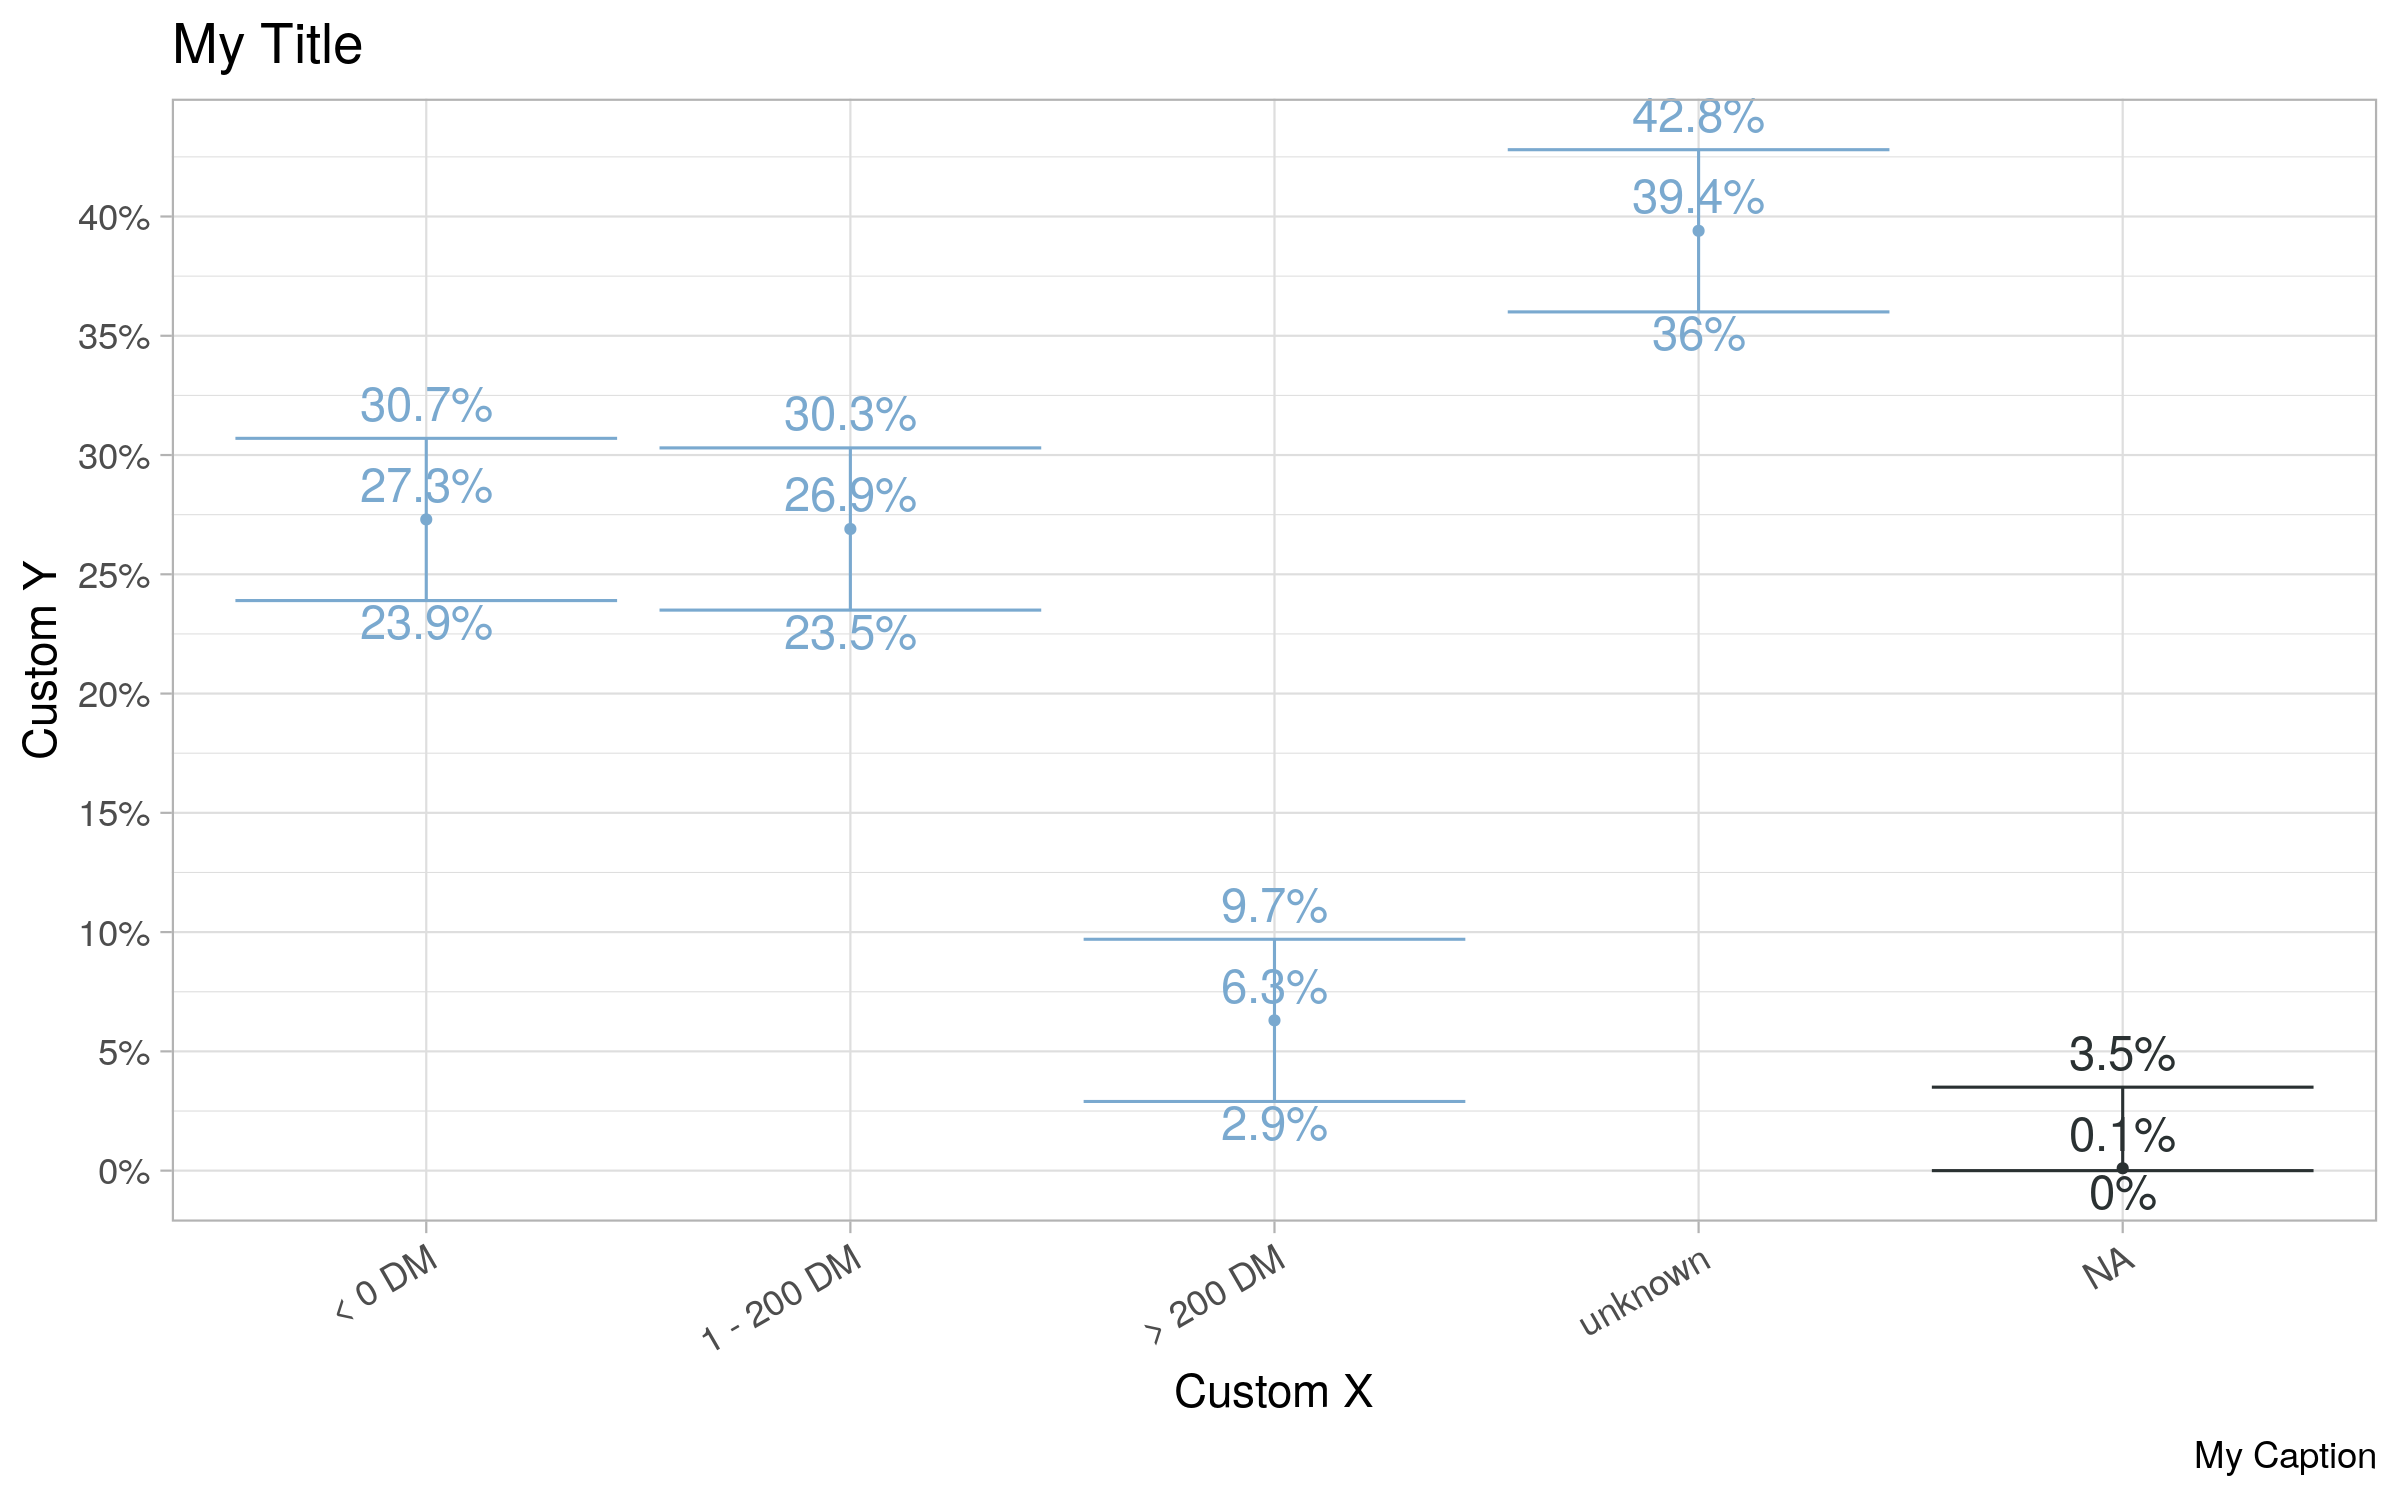 My Title
42.8%
39.4%
36%
30.7%
27.3%
23.9%
30.3%
26.9%
23.5%
9.7%
6.3%
2.9%
3.5%
0.1%
0%
Custom Y
40%
35%
30%
25%
20%
15%
10%
5%
0%
< 0 DM
1 - 200 DM
> 200 DM
unknown
NA
Custom X
My Caption